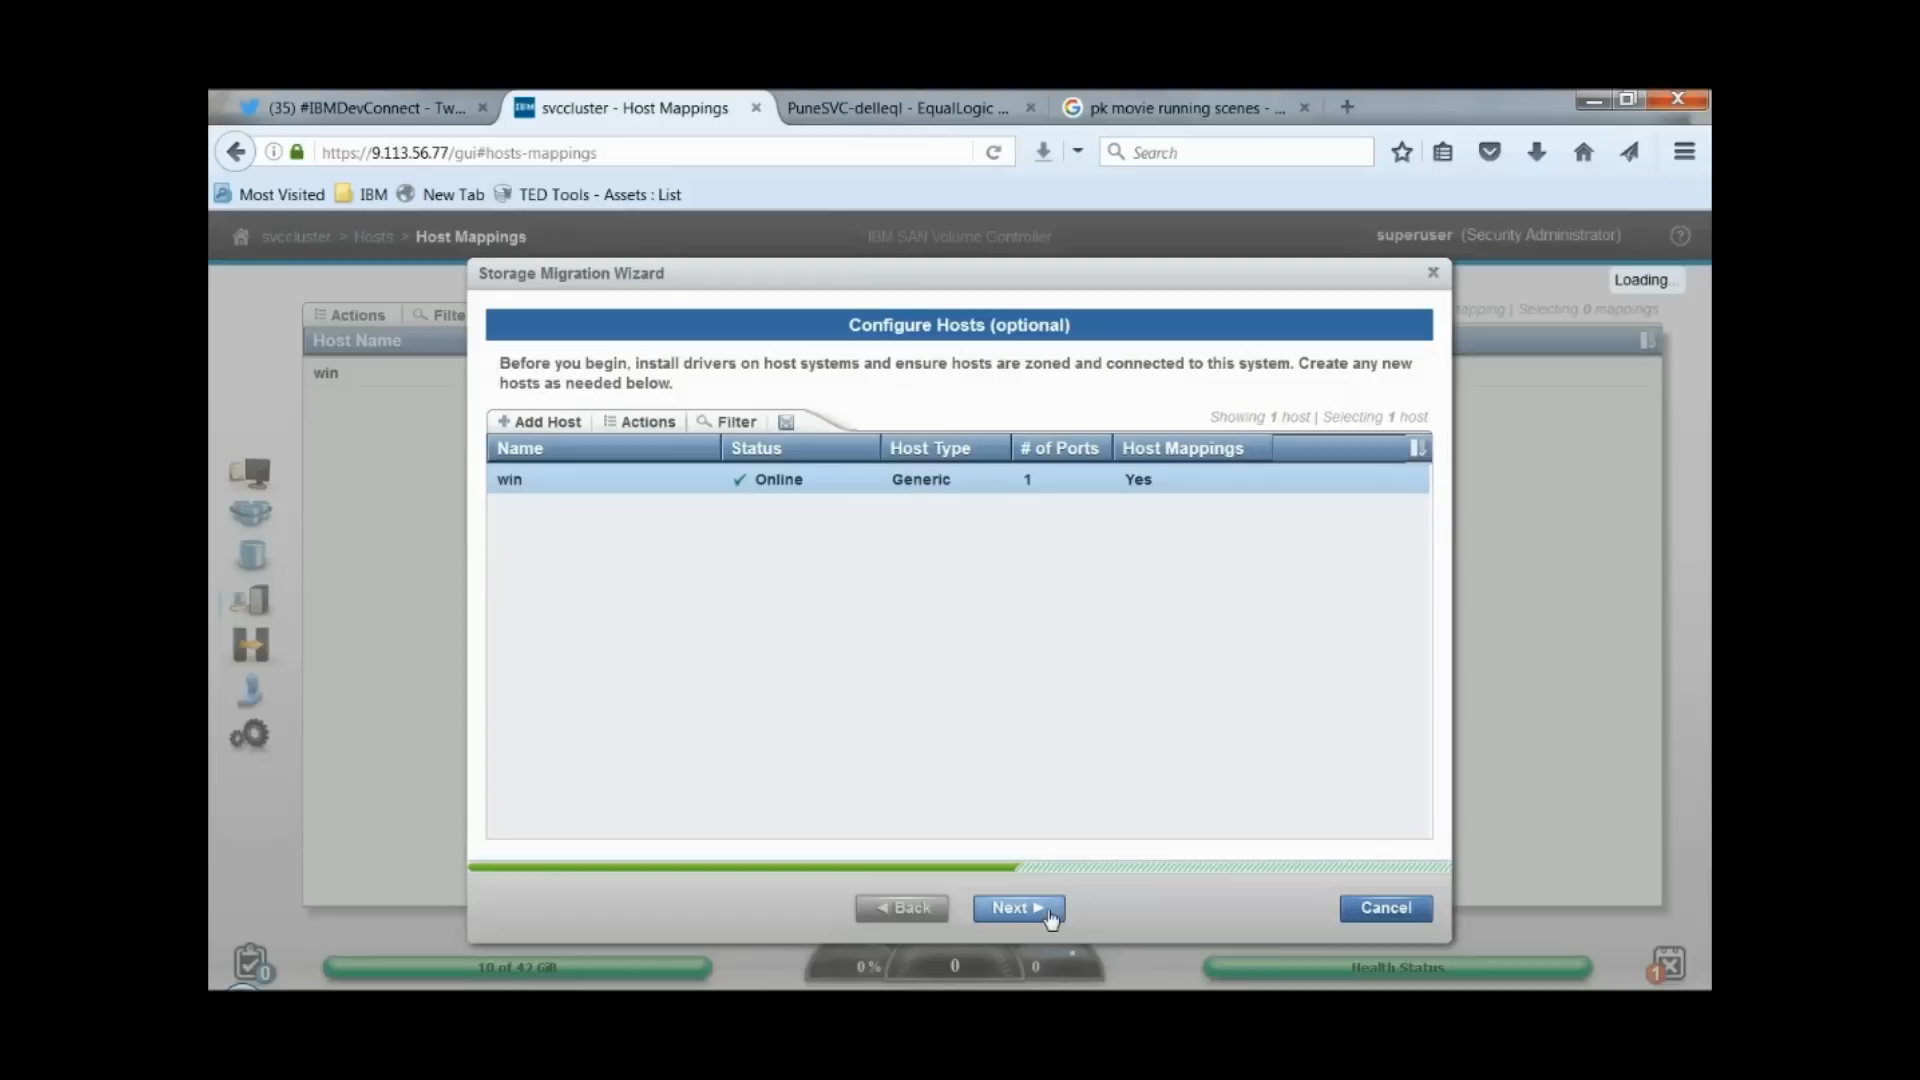 (35) #IBMDevConnect - Tw...
svccluster - Host Mappings
PuneSVC-delleql - EqualLogic ...
pk movie running scenes - ...
https://9.113.56.77/gui#hosts-mappings
Search
Most Visited
IBM
New Tab
TED Tools - Assets : List
svccluster > Hosts > Host Mappings
IBM SAN Volume Controller
superuser (Security Administrator)
Storage Migration Wizard
Loading...
Actions
Filte
mapping | Selecting 0 mappings
Host Name
win
Configure Hosts (optional)
Before you begin, install drivers on host systems and ensure hosts are zoned and connected to this system. Create any new
hosts as needed below.
Add Host
Actions
Filter
Showing 1 host | Selecting 1 host
Name Status Host Type # of Ports Host Mappings
win Online Generic 1 Yes
Back
Next
Cancel
0
10 of 42 GiB
0%
0
0
Health Status
1